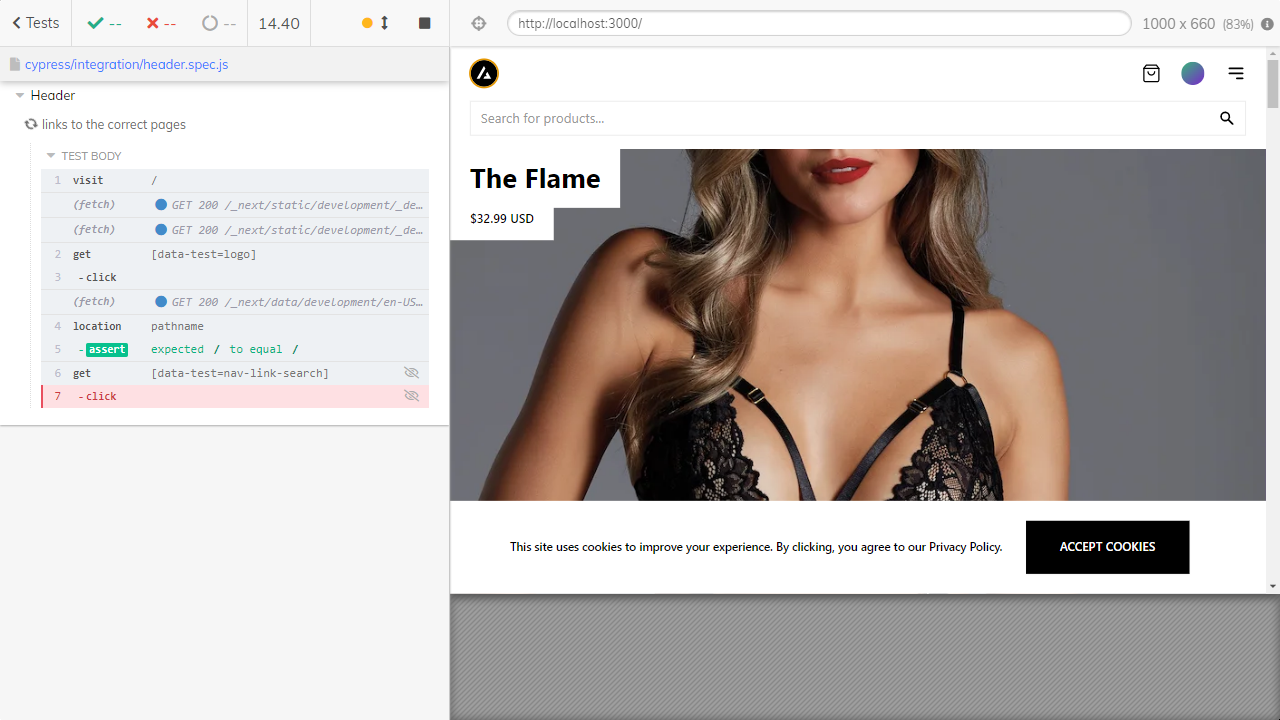 Tests
--
--
--
14.40
http://localhost:3000/
1000 x 660 (83%)
cypress/integration/header.spec.js
Header
links to the correct pages
TEST BODY
1 visit /
(fetch) GET 200 /_next/static/development/_de…
(fetch) GET 200 /_next/static/development/_de…
2 get [data-test=logo]
3 -click
(fetch) GET 200 /_next/data/development/en-US…
4 location pathname
5 -assert expected / to equal /
6 get [data-test=nav-link-search]
7 -click
Search for products...
The Flame
$32.99 USD
This site uses cookies to improve your experience. By clicking, you agree to our Privacy Policy.
ACCEPT COOKIES